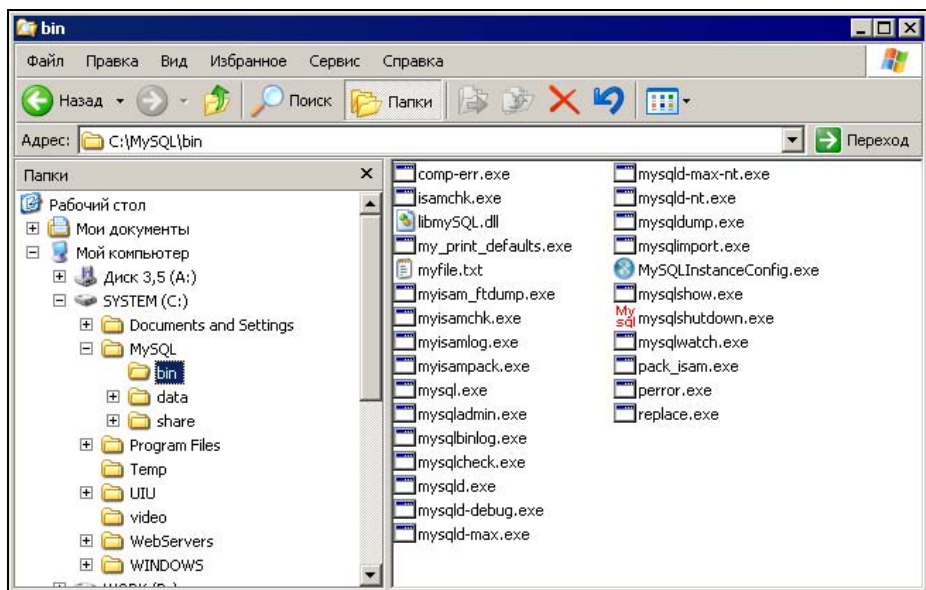 bin
Файл Правка Вид Избранное Сервис Справка
Назад Поиск Папки
Адрес: C:\MySQL\bin Переход
Папки
Рабочий стол
Мои документы
Мой компьютер
Диск 3,5 (A:)
SYSTEM (C:)
Documents and Settings
MySQL
bin
data
share
Program Files
Temp
UIU
video
WebServers
WINDOWS
comp-err.exe
isamchk.exe
libmySQL.dll
my_print_defaults.exe
myfile.txt
myisam_ftdump.exe
myisamchk.exe
myisamlog.exe
myisampack.exe
mysql.exe
mysqladmin.exe
mysqlbinlog.exe
mysqlcheck.exe
mysqld.exe
mysqld-debug.exe
mysqld-max.exe
mysqld-max-nt.exe
mysqld-nt.exe
mysqldump.exe
mysqlimport.exe
MySQLInstanceConfig.exe
mysqlshow.exe
My
sql mysqlshutdown.exe
mysqlwatch.exe
pack_isam.exe
perror.exe
replace.exe